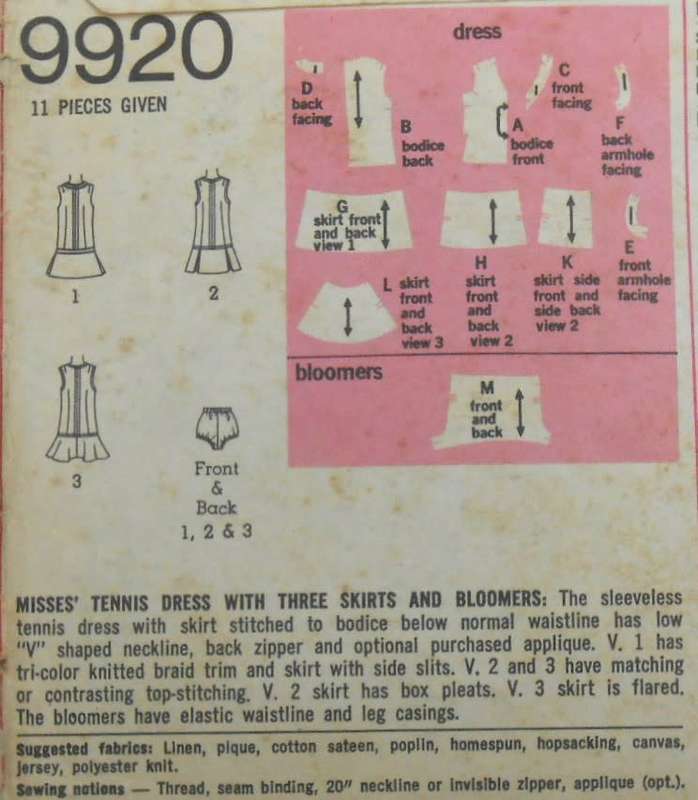 9920
11 PIECES GIVEN
1
2
3
Front
&
Back
1, 2 & 3
dress
D
back
facing
B
bodice
back
A
bodice
front
C
front
facing
F
back
armhole
facing
G
skirt front
and back
view 1
H
skirt
front
and
back
view 2
K
skirt side
front and
side back
view 2
E
front
armhole
facing
L skirt
front
and
back
view 3
bloomers
M
front
and
back
MISSES' TENNIS DRESS WITH THREE SKIRTS AND BLOOMERS: The sleeveless
tennis dress with skirt stitched to bodice below normal waistline has low
"V" shaped neckline, back zipper and optional purchased applique. V. 1 has
tri-color knitted braid trim and skirt with side slits. V. 2 and 3 have matching
or contrasting top-stitching. V. 2 skirt has box pleats. V. 3 skirt is flared.
The bloomers have elastic waistline and leg casings.
Suggested fabrics: Linen, pique, cotton sateen, poplin, homespun, hopsacking, canvas,
jersey, polyester knit.
Sewing notions — Thread, seam binding, 20" neckline or invisible zipper, applique (opt.).